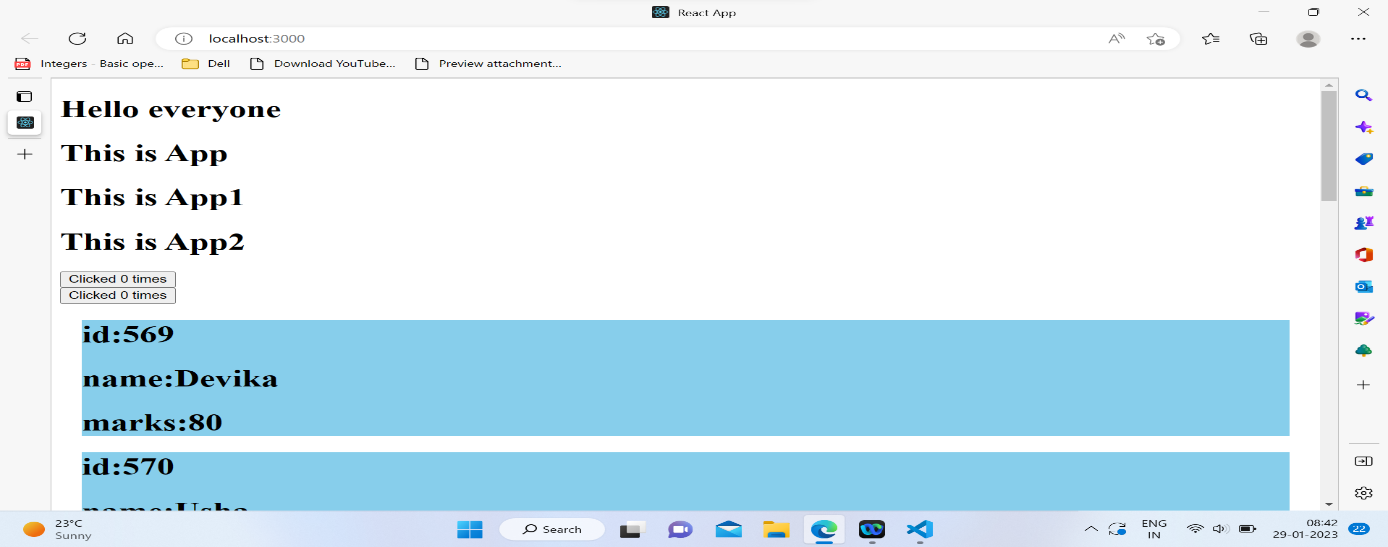 React App
localhost:3000
Integers - Basic ope...
Dell
Download YouTube...
Preview attachment...
Hello everyone
This is App
This is App1
This is App2
Clicked 0 times
Clicked 0 times
id:569
name:Devika
marks:80
id:570
name:Usha
23°C
Sunny
Search
ENG
IN
08:42
29-01-2023
22